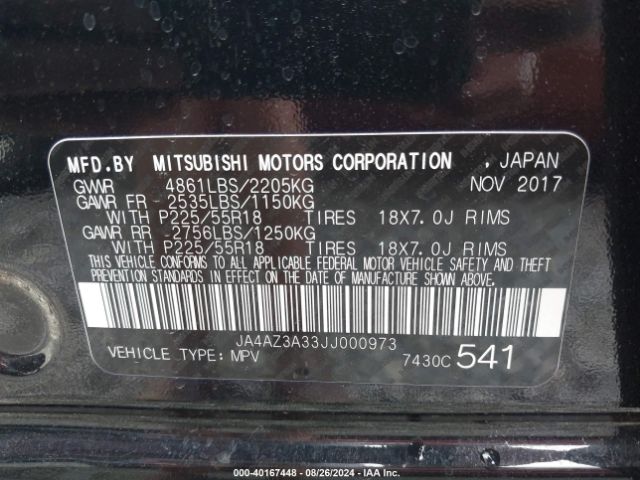 MFD.BY MITSUBISHI MOTORS CORPORATION , JAPAN
GVWR 4861LBS/2205KG NOV 2017
GAWR FR - 2535LBS/1150KG
WITH P225/55R18 TIRES 18X7.0J RIMS
GAWR RR - 2756LBS/1250KG
WITH P225/55R18 TIRES 18X7.0J RIMS
THIS VEHICLE CONFORMS TO ALL APPLICABLE FEDERAL MOTOR VEHICLE SAFETY AND THEFT
PREVENTION STANDARDS IN EFFECT ON THE DATE OF MANUFACTURE SHOWN ABOVE.
JA4AZ3A33JJ000973
VEHICLE TYPE: MPV 7430C 541
000-40167448 - 08/26/2024 - IAA Inc.